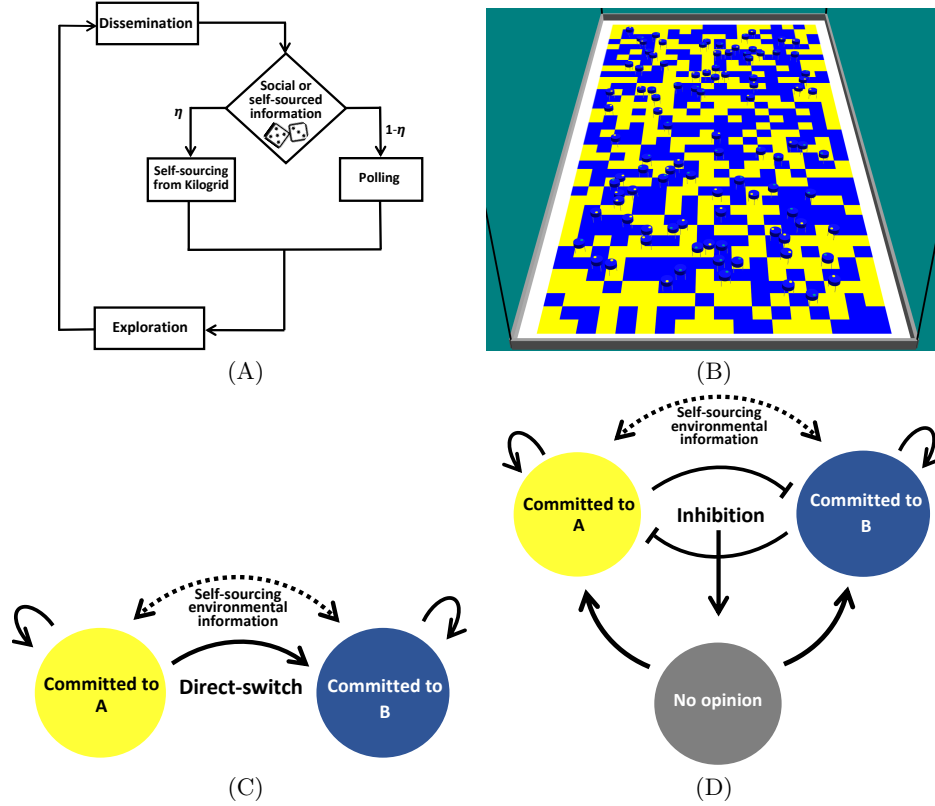 Dissemination
Social or
self-sourced
information
η
1-η
Self-sourcing
from Kilogrid
Polling
Exploration
(A)
(B)
Self-sourcing
environmental
information
Committed to
A
Direct-switch
Committed to
B
(C)
Self-sourcing
environmental
information
Committed to
A
Inhibition
Committed to
B
No opinion
(D)